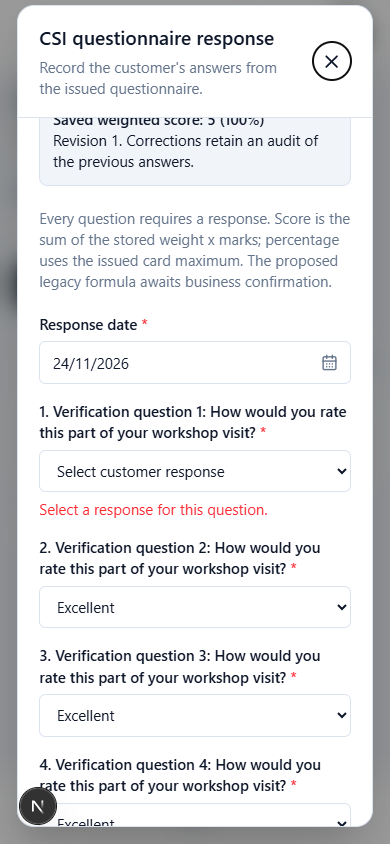 CSI questionnaire response
Record the customer's answers from
the issued questionnaire.
Saved weighted score: 5 (100%)
Revision 1. Corrections retain an audit of
the previous answers.
Every question requires a response. Score is the
sum of the stored weight x marks; percentage
uses the issued card maximum. The proposed
legacy formula awaits business confirmation.
Response date *
24/11/2026
1. Verification question 1: How would you rate
this part of your workshop visit? *
Select customer response
Select a response for this question.
2. Verification question 2: How would you
rate this part of your workshop visit? *
Excellent
3. Verification question 3: How would you
rate this part of your workshop visit? *
Excellent
4. Verification question 4: How would you
rate this part of your workshop visit? *
Excellent
N